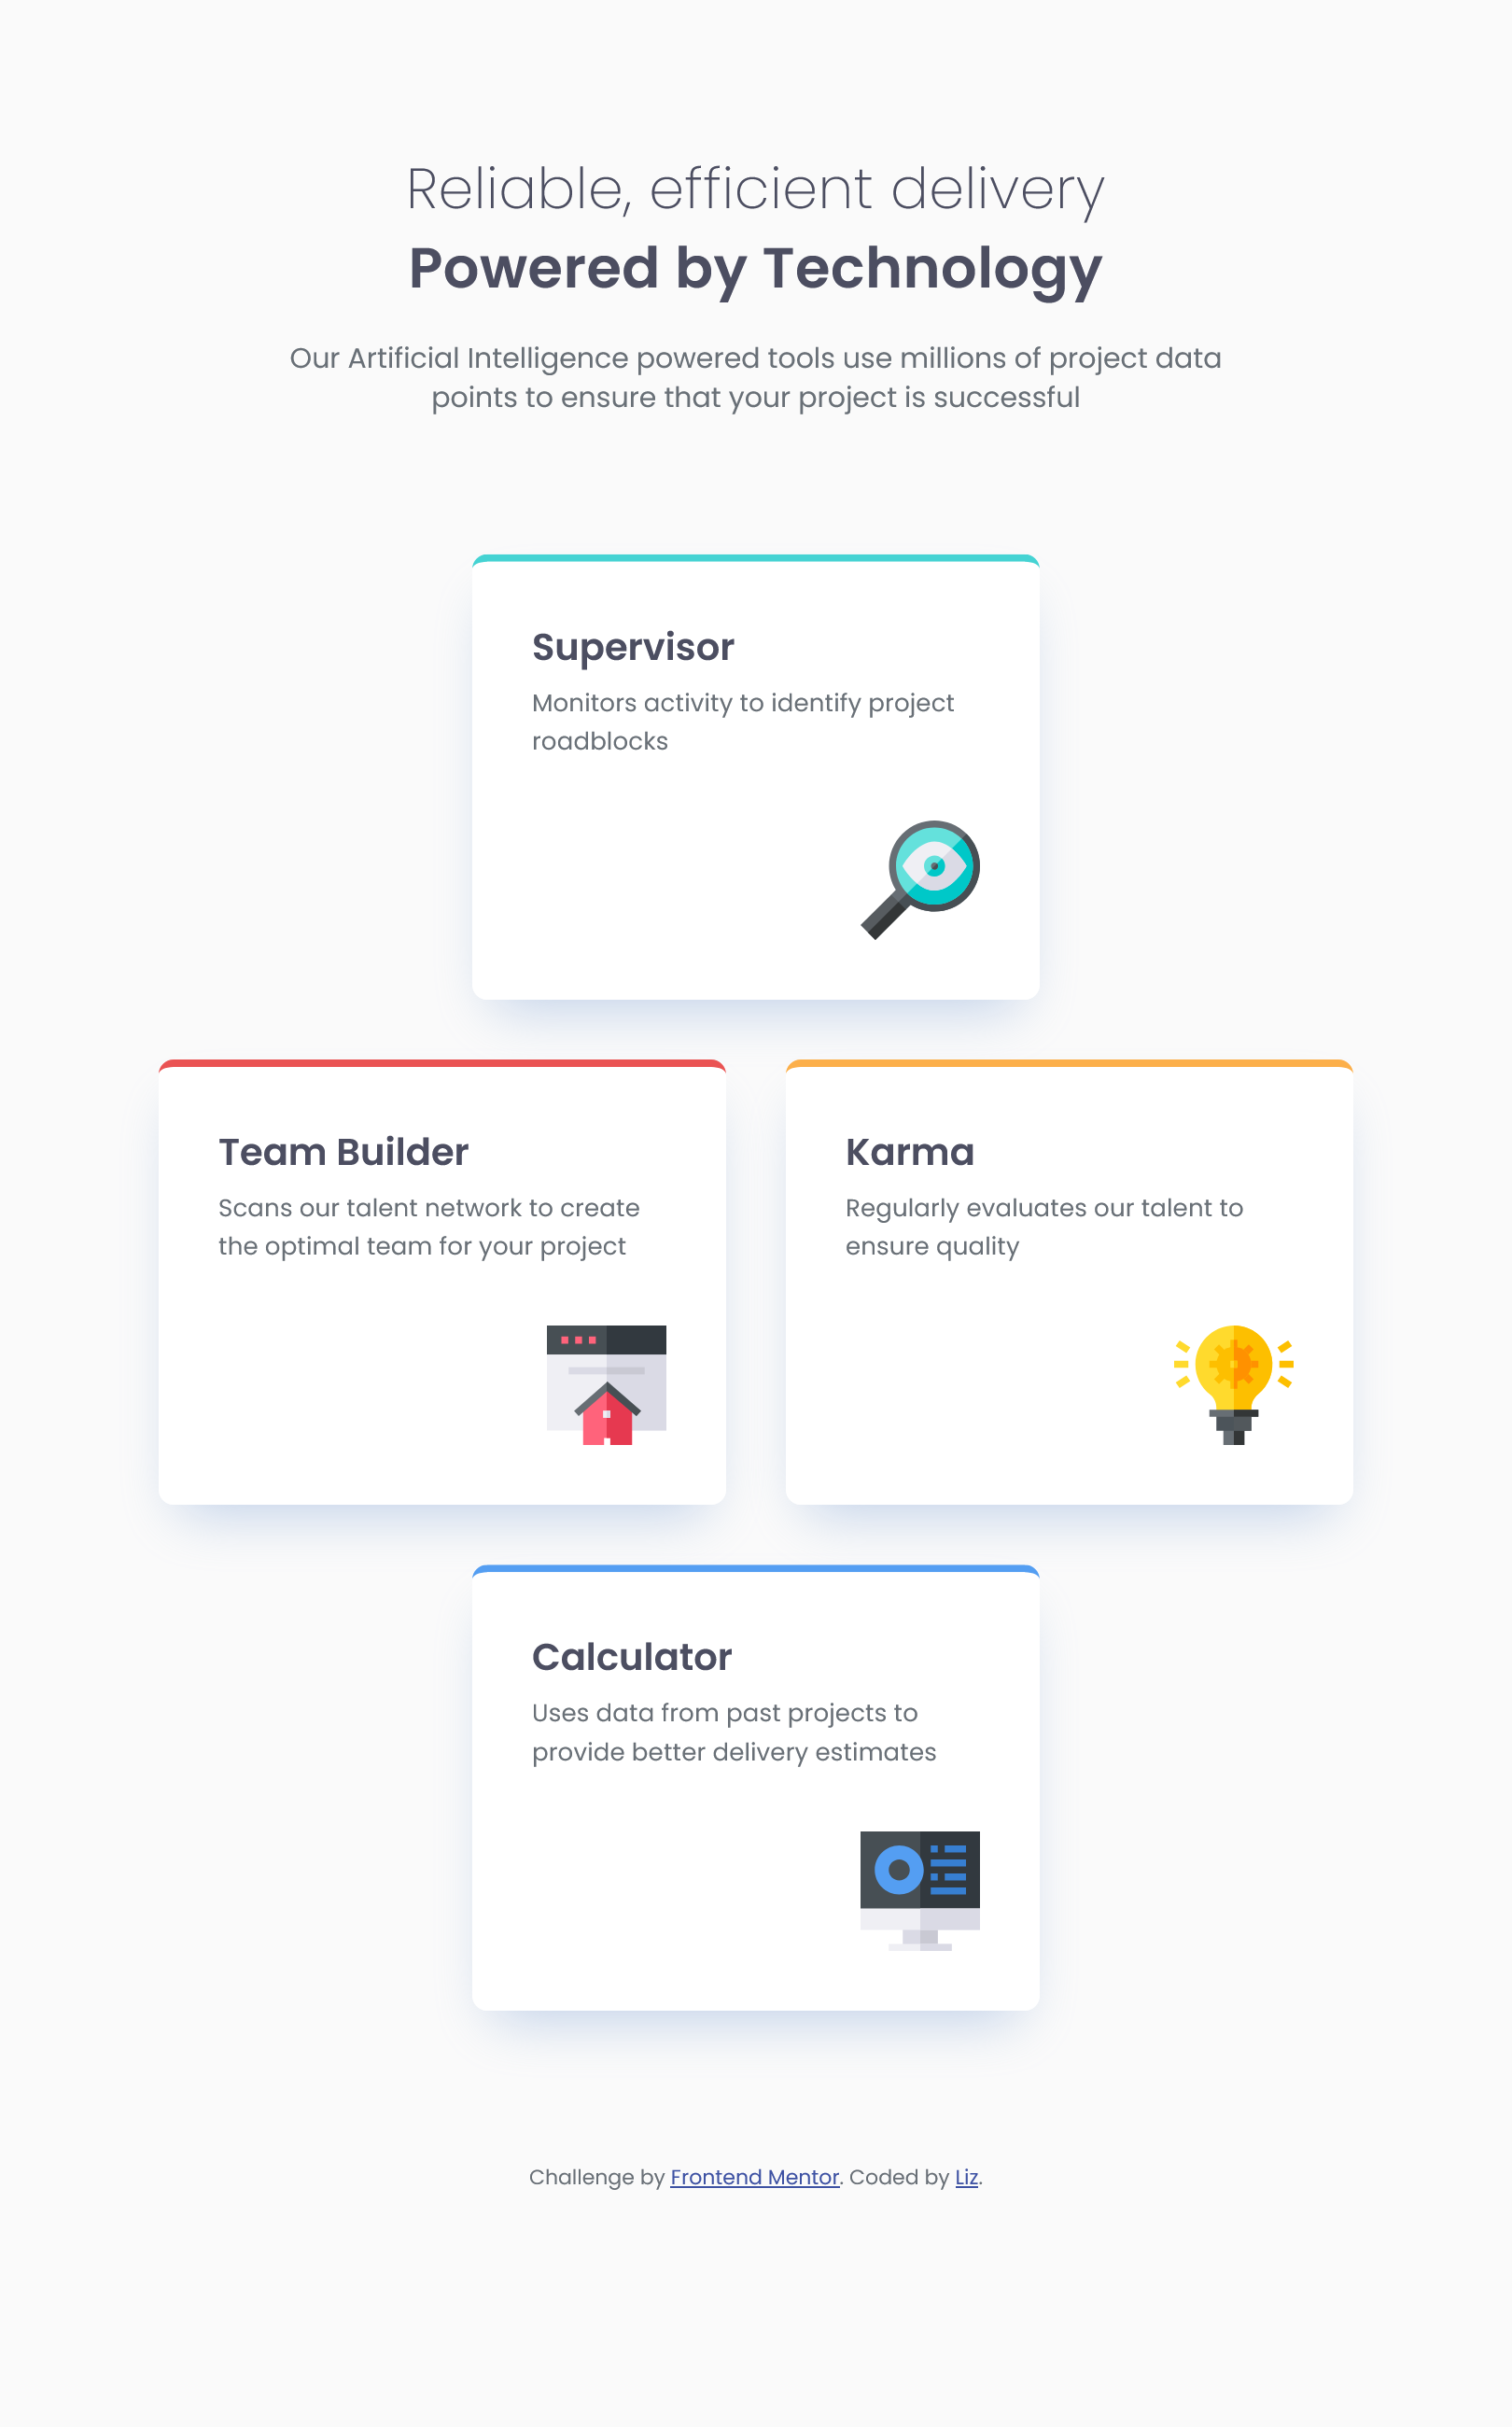 Reliable, efficient delivery
Powered by Technology
Our Artificial Intelligence powered tools use millions of project data
points to ensure that your project is successful
Supervisor
Monitors activity to identify project
roadblocks
Team Builder
Scans our talent network to create
the optimal team for your project
Karma
Regularly evaluates our talent to
ensure quality
Calculator
Uses data from past projects to
provide better delivery estimates
Challenge by Frontend Mentor. Coded by Liz.